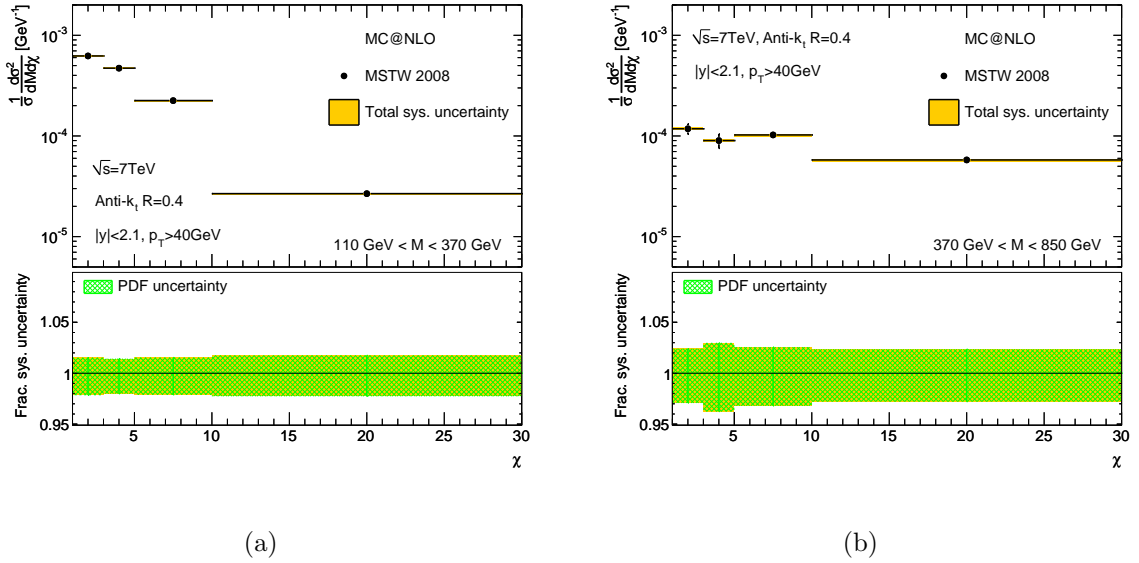 1/σ dσ²/dMdχ [GeV⁻¹]
10⁻³
10⁻⁴
10⁻⁵
MC@NLO
MSTW 2008
Total sys. uncertainty
√s=7TeV
Anti-kₜ R=0.4
|y|<2.1, p_T>40GeV
110 GeV < M < 370 GeV
Frac. sys. uncertainty
PDF uncertainty
1.05
1
0.95
5 10 15 20 25 30
χ
(a)
1/σ dσ²/dMdχ [GeV⁻¹]
10⁻³
10⁻⁴
10⁻⁵
√s=7TeV, Anti-kₜ R=0.4
|y|<2.1, p_T>40GeV
MC@NLO
MSTW 2008
Total sys. uncertainty
370 GeV < M < 850 GeV
Frac. sys. uncertainty
PDF uncertainty
1.05
1
0.95
5 10 15 20 25 30
χ
(b)